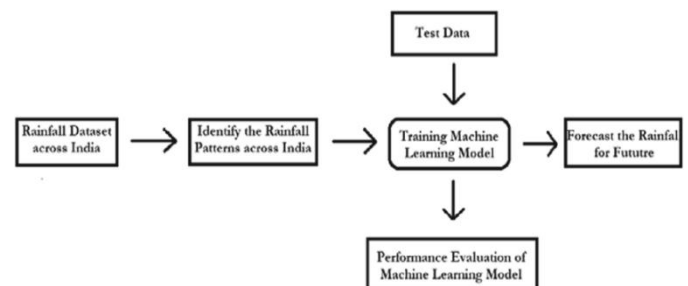 Test Data
Rainfall Dataset
across India
Identify the Rainfall
Patterns across India
Training Machine
Learning Model
Forecast the Rainfal
for Fututre
Performance Evaluation of
Machine Learning Model